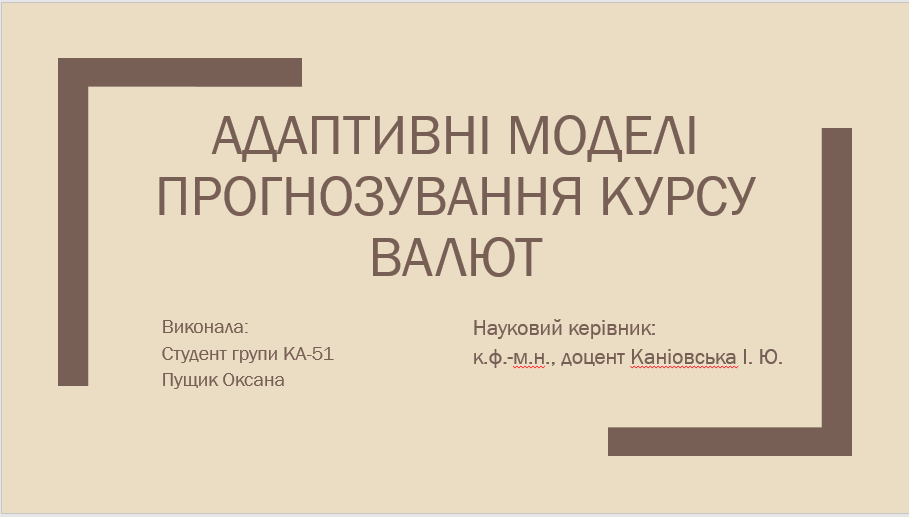 АДАПТИВНІ МОДЕЛІ
ПРОГНОЗУВАННЯ КУРСУ
ВАЛЮТ
Виконала:
Студент групи КА-51
Пущик Оксана
Науковий керівник:
к.ф.-м.н., доцент Каніовська І. Ю.